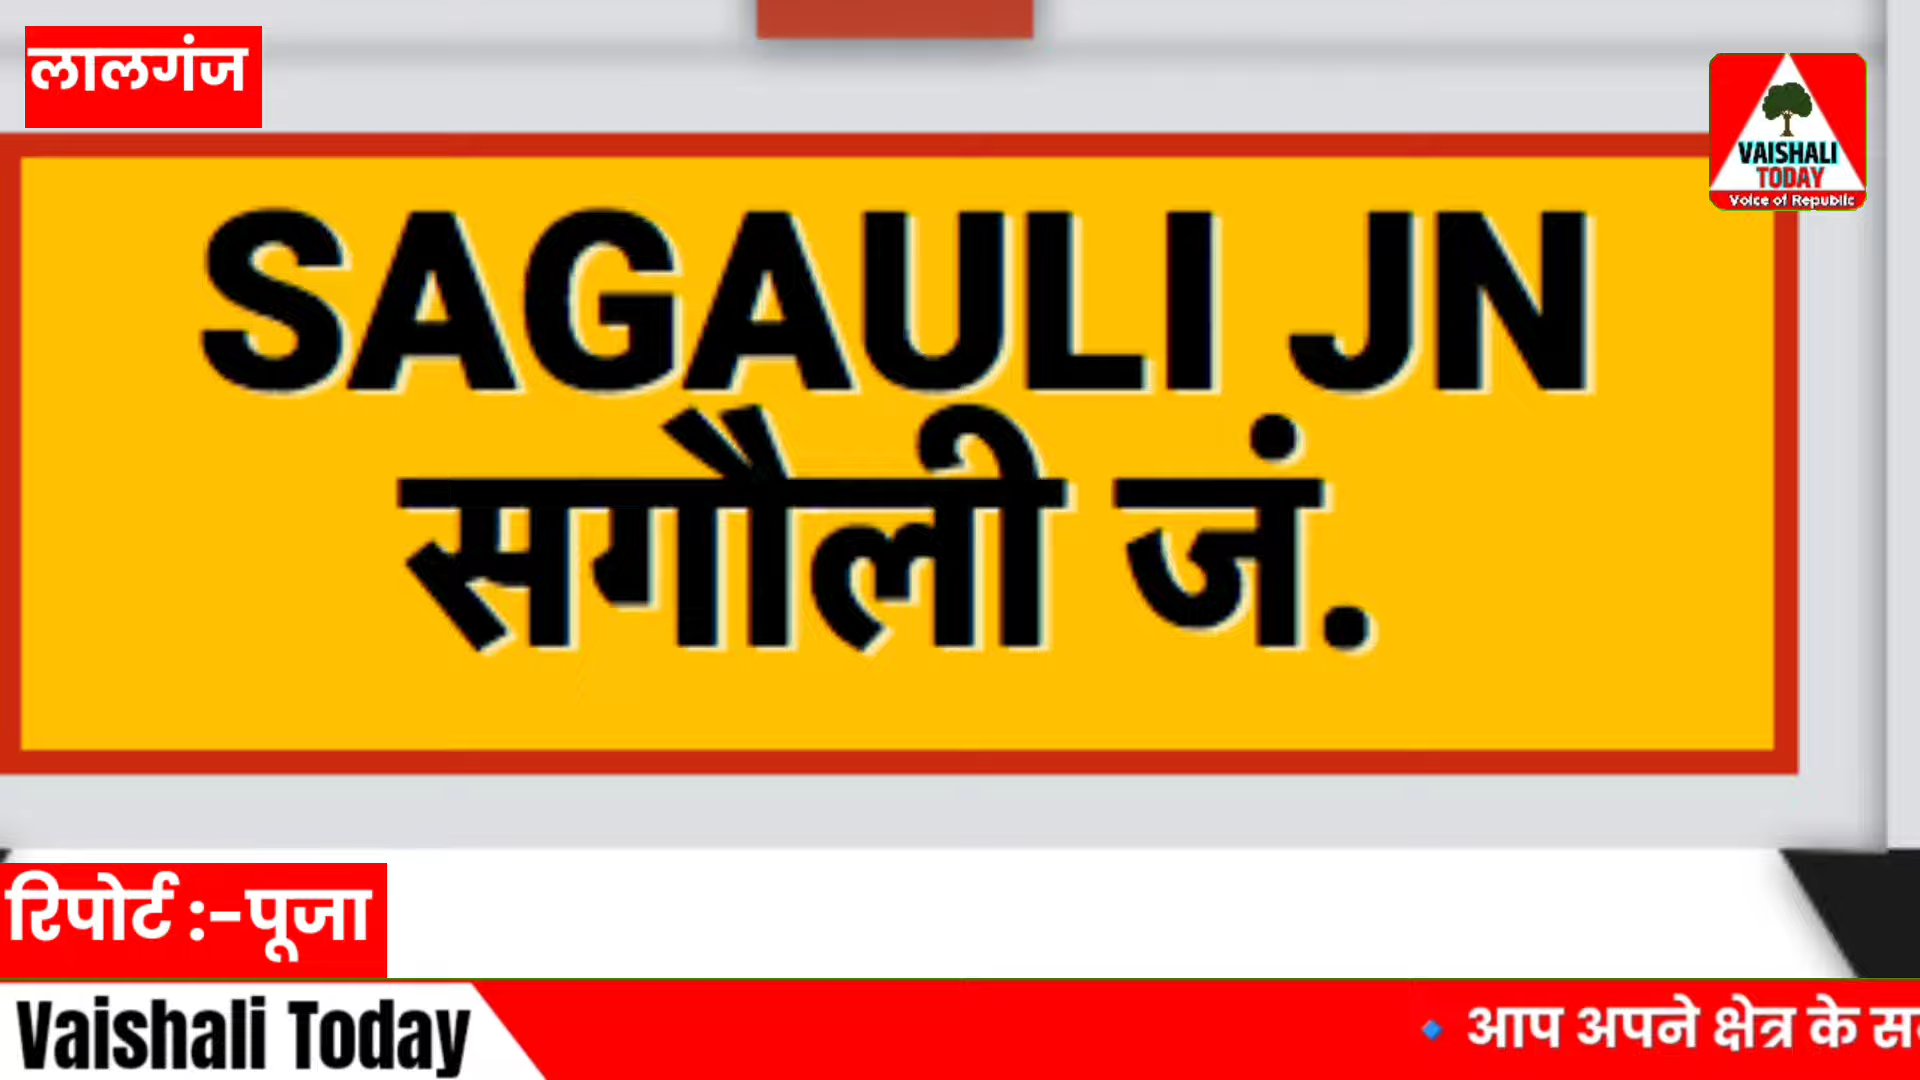 लालगंज
VAISHALI
TODAY
Voice of Republic
SAGAULI JN
सगौली जं.
रिपोर्ट :-पूजा
Vaishali Today
🔹 आप अपने क्षेत्र के